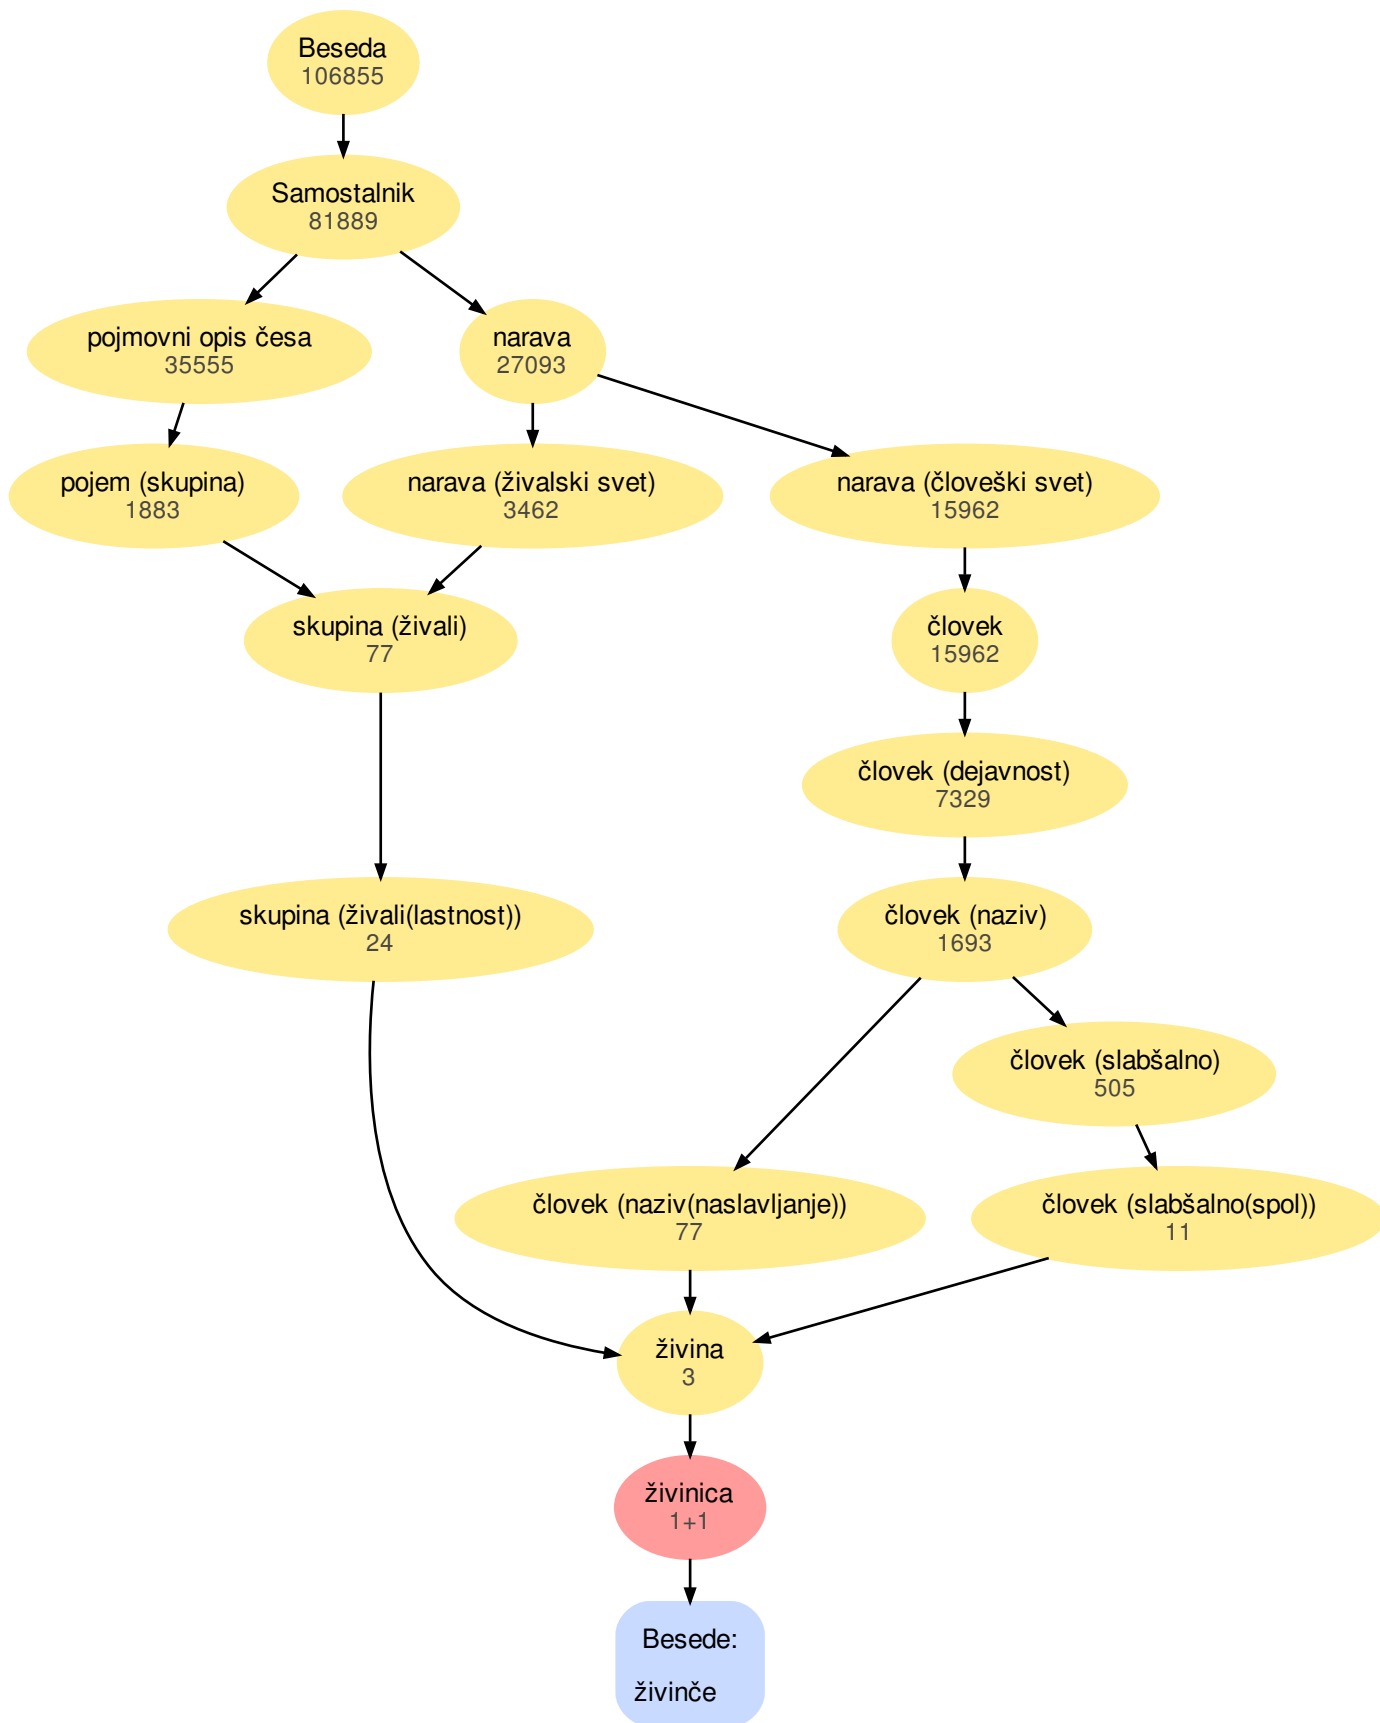 Beseda
106855
Samostalnik
81889
pojmovni opis česa
35555
narava
27093
pojem (skupina)
1883
narava (živalski svet)
3462
narava (človeški svet)
15962
skupina (živali)
77
človek
15962
človek (dejavnost)
7329
skupina (živali(lastnost))
24
človek (naziv)
1693
človek (slabšalno)
505
človek (naziv(naslavljanje))
77
človek (slabšalno(spol))
11
živina
3
živinica
1+1
Besede:
živinče